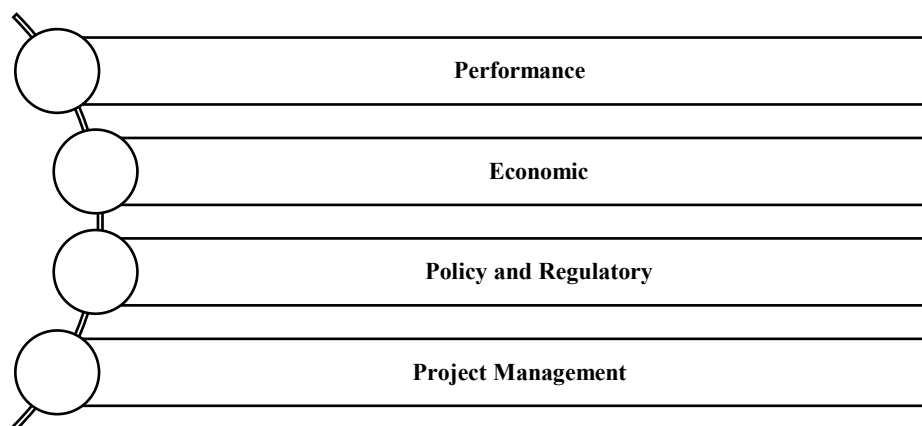 Performance
Economic
Policy and Regulatory
Project Management